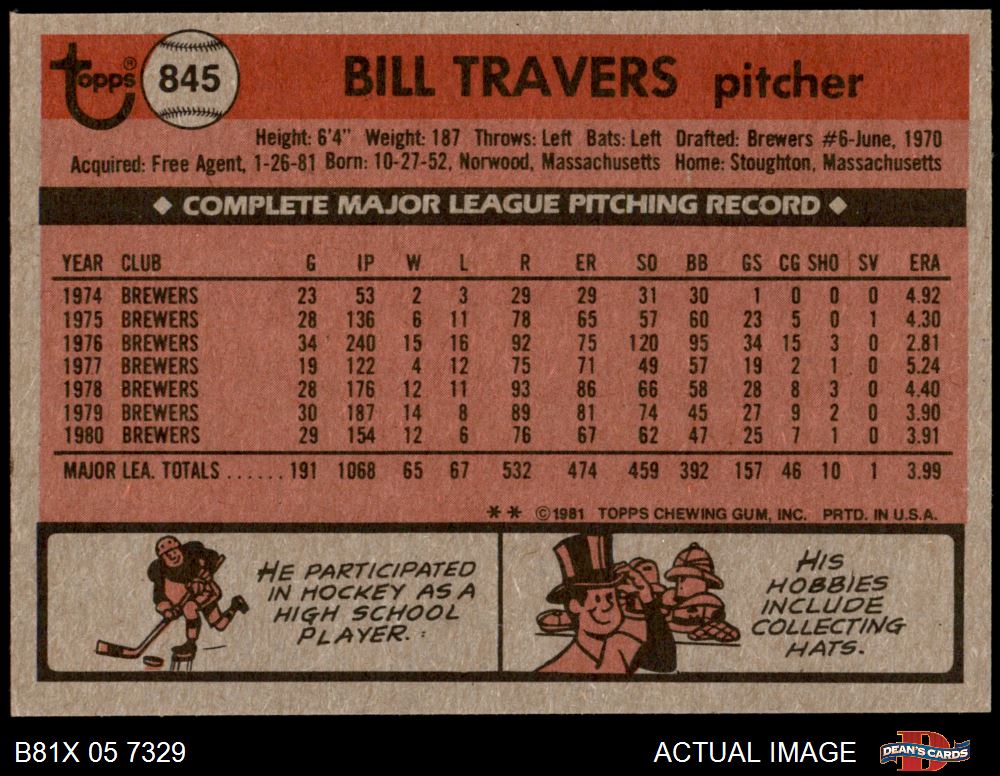 Topps® 845 BILL TRAVERS pitcher
Height: 6'4" Weight: 187 Throws: Left Bats: Left Drafted: Brewers #6-June, 1970
Acquired: Free Agent, 1-26-81 Born: 10-27-52, Norwood, Massachusetts Home: Stoughton, Massachusetts
◆ COMPLETE MAJOR LEAGUE PITCHING RECORD ◆
YEAR CLUB G IP W L R ER SO BB GS CG SHO SV ERA
1974 BREWERS 23 53 2 3 29 29 31 30 1 0 0 0 4.92
1975 BREWERS 28 136 6 11 78 65 57 60 23 5 0 1 4.30
1976 BREWERS 34 240 15 16 92 75 120 95 34 15 3 0 2.81
1977 BREWERS 19 122 4 12 75 71 49 57 19 2 1 0 5.24
1978 BREWERS 28 176 12 11 93 86 66 58 28 8 3 0 4.40
1979 BREWERS 30 187 14 8 89 81 74 45 27 9 2 0 3.90
1980 BREWERS 29 154 12 6 76 67 62 47 25 7 1 0 3.91
MAJOR LEA. TOTALS ...... 191 1068 65 67 532 474 459 392 157 46 10 1 3.99
** ©1981 TOPPS CHEWING GUM, INC. PRTD. IN U.S.A.
HE PARTICIPATED
IN HOCKEY AS A
HIGH SCHOOL
PLAYER.
HIS
HOBBIES
INCLUDE
COLLECTING
HATS.
B81X 05 7329 ACTUAL IMAGE D DEAN'S CARDS